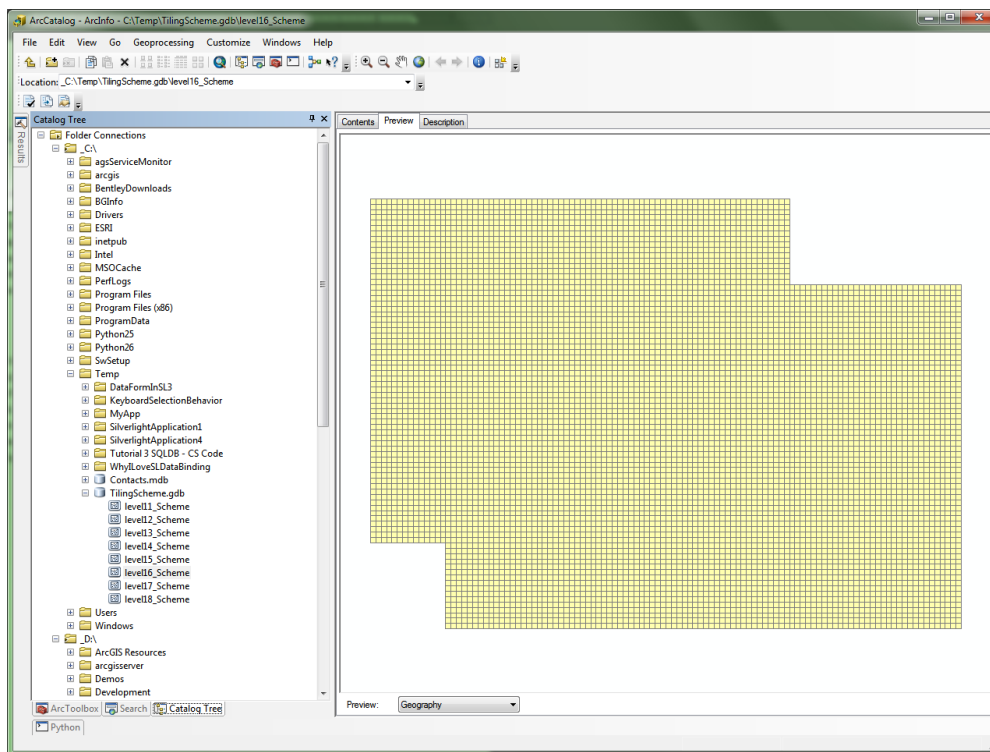 ArcCatalog - ArcInfo - C:\Temp\TilingScheme.gdb\level16_Scheme
File Edit View Go Geoprocessing Customize Windows Help
Location: _C:\Temp\TilingScheme.gdb\level16_Scheme
Results
Catalog Tree
Folder Connections
_C:\
agsServiceMonitor
arcgis
BentleyDownloads
BGInfo
Drivers
ESRI
inetpub
Intel
MSOCache
PerfLogs
Program Files
Program Files (x86)
ProgramData
Python25
Python26
SwSetup
Temp
DataFormInSL3
KeyboardSelectionBehavior
MyApp
SilverlightApplication1
SilverlightApplication4
Tutorial 3 SQLDB - CS Code
WhyILoveSLDataBinding
Contacts.mdb
TilingScheme.gdb
level11_Scheme
level12_Scheme
level13_Scheme
level14_Scheme
level15_Scheme
level16_Scheme
level17_Scheme
level18_Scheme
Users
Windows
_D:\
ArcGIS Resources
arcgisserver
Demos
Development
ArcToolbox Search Catalog Tree
Python
Contents Preview Description
Preview: Geography